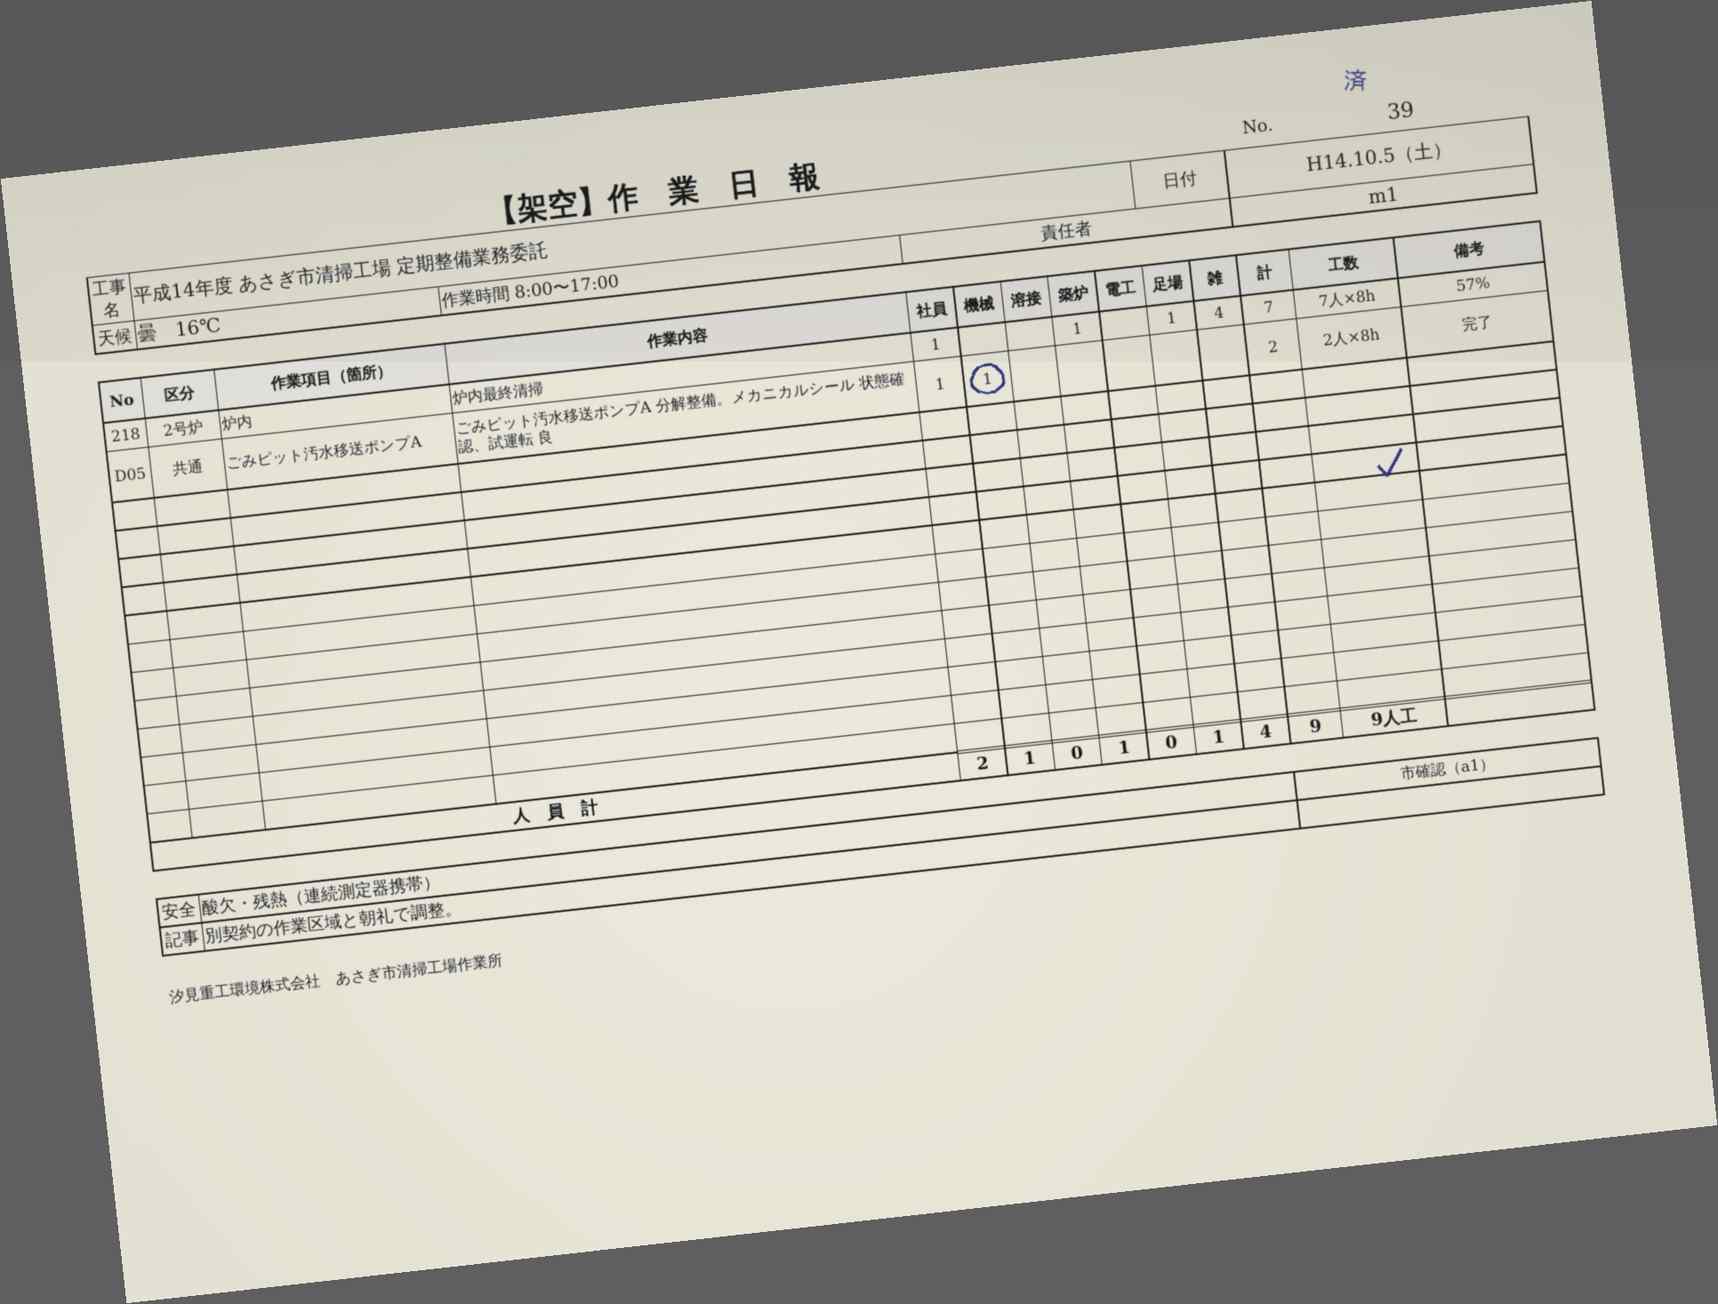 済
No. 39
【架空】作 業 日 報
工事名 平成14年度 あさぎ市清掃工場 定期整備業務委託 日付 H14.10.5（土）
天候 曇 16℃ 作業時間 8:00〜17:00 責任者 m1
No 区分 作業項目（箇所） 作業内容 社員 機械 溶接 築炉 電工 足場 雑 計 工数 備考
218 2号炉 炉内 炉内最終清掃 1 1 1 4 7 7人×8h 57%
D05 共通 ごみピット汚水移送ポンプA ごみピット汚水移送ポンプA 分解整備。メカニカルシール 状態確認、試運転 良 1 1 2 2人×8h 完了
人 員 計 2 1 0 1 0 1 4 9 9人工
安全 酸欠・残熱（連続測定器携帯） 市確認（a1）
記事 別契約の作業区域と朝礼で調整。
汐見重工環境株式会社 あさぎ市清掃工場作業所